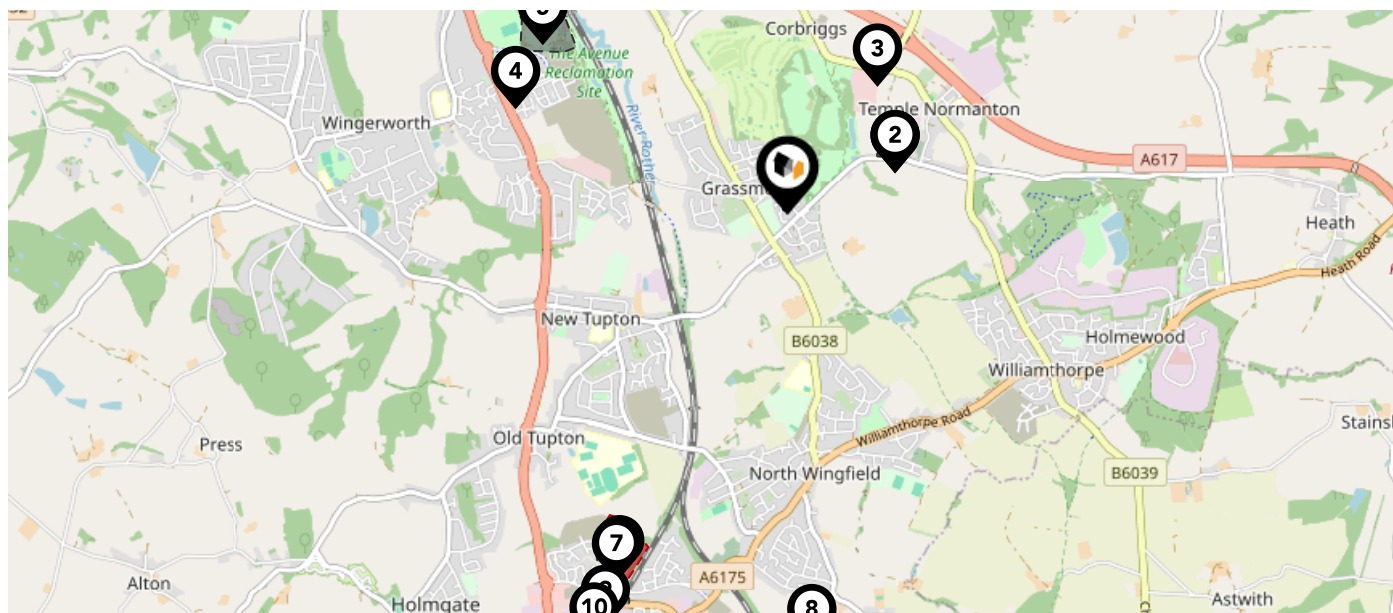 Corbriggs
3
4
The Avenue
Reclamation
Site
Temple Normanton
Wingerworth
2
River Rother
A617
Heath
Heath Road
New Tupton
B6038
Holmewood
Williamthorpe
Williamthorpe Road
Press
Old Tupton
North Wingfield
B6039
7
A6175
Alton
10
8
Holmgate
Astwith